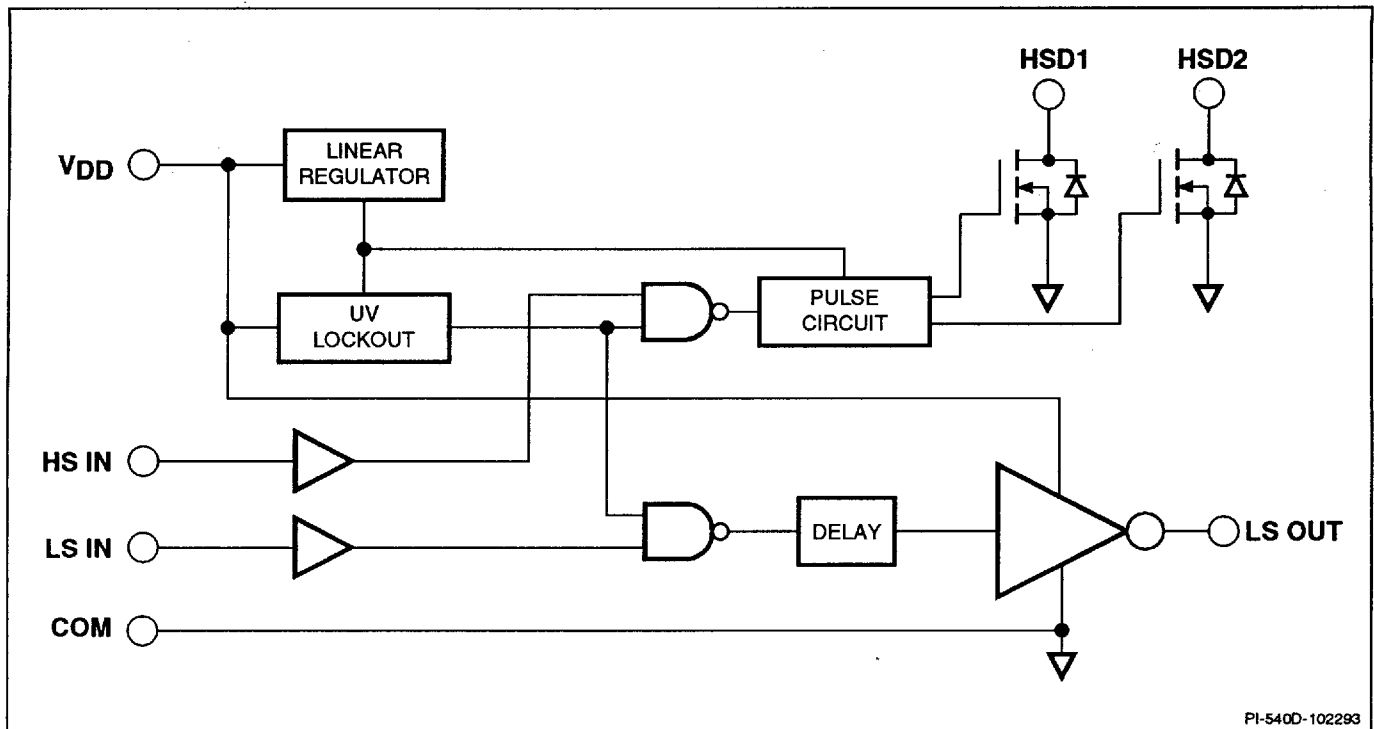 HSD1
HSD2
VDD
LINEAR
REGULATOR
UV
LOCKOUT
PULSE
CIRCUIT
HS IN
LS IN
DELAY
LS OUT
COM
PI-540D-102293